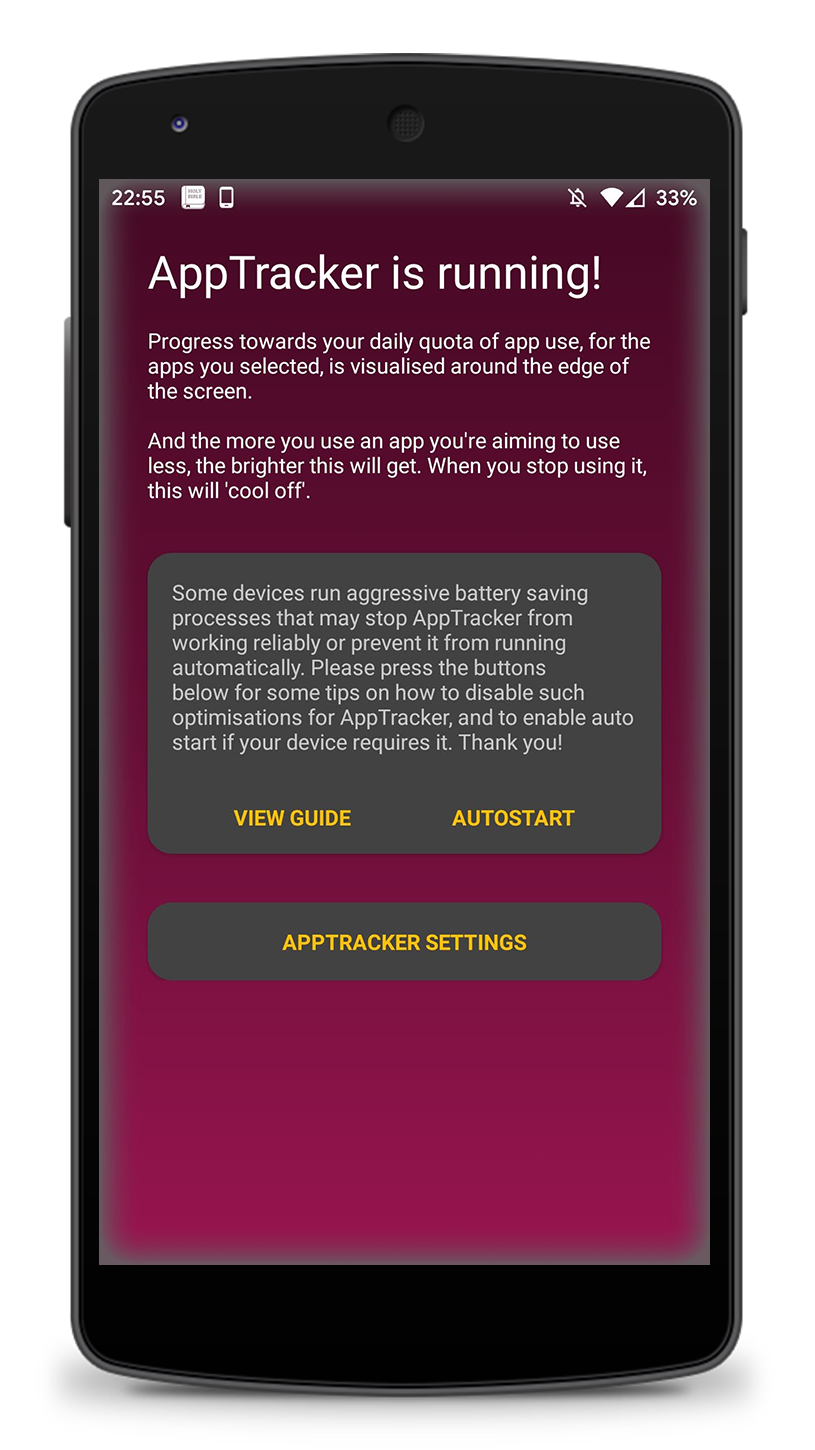 22:55 HOLY BIBLE 33%
AppTracker is running!
Progress towards your daily quota of app use, for the
apps you selected, is visualised around the edge of
the screen.
And the more you use an app you're aiming to use
less, the brighter this will get. When you stop using it,
this will 'cool off'.
Some devices run aggressive battery saving
processes that may stop AppTracker from
working reliably or prevent it from running
automatically. Please press the buttons
below for some tips on how to disable such
optimisations for AppTracker, and to enable auto
start if your device requires it. Thank you!
VIEW GUIDE AUTOSTART
APPTRACKER SETTINGS